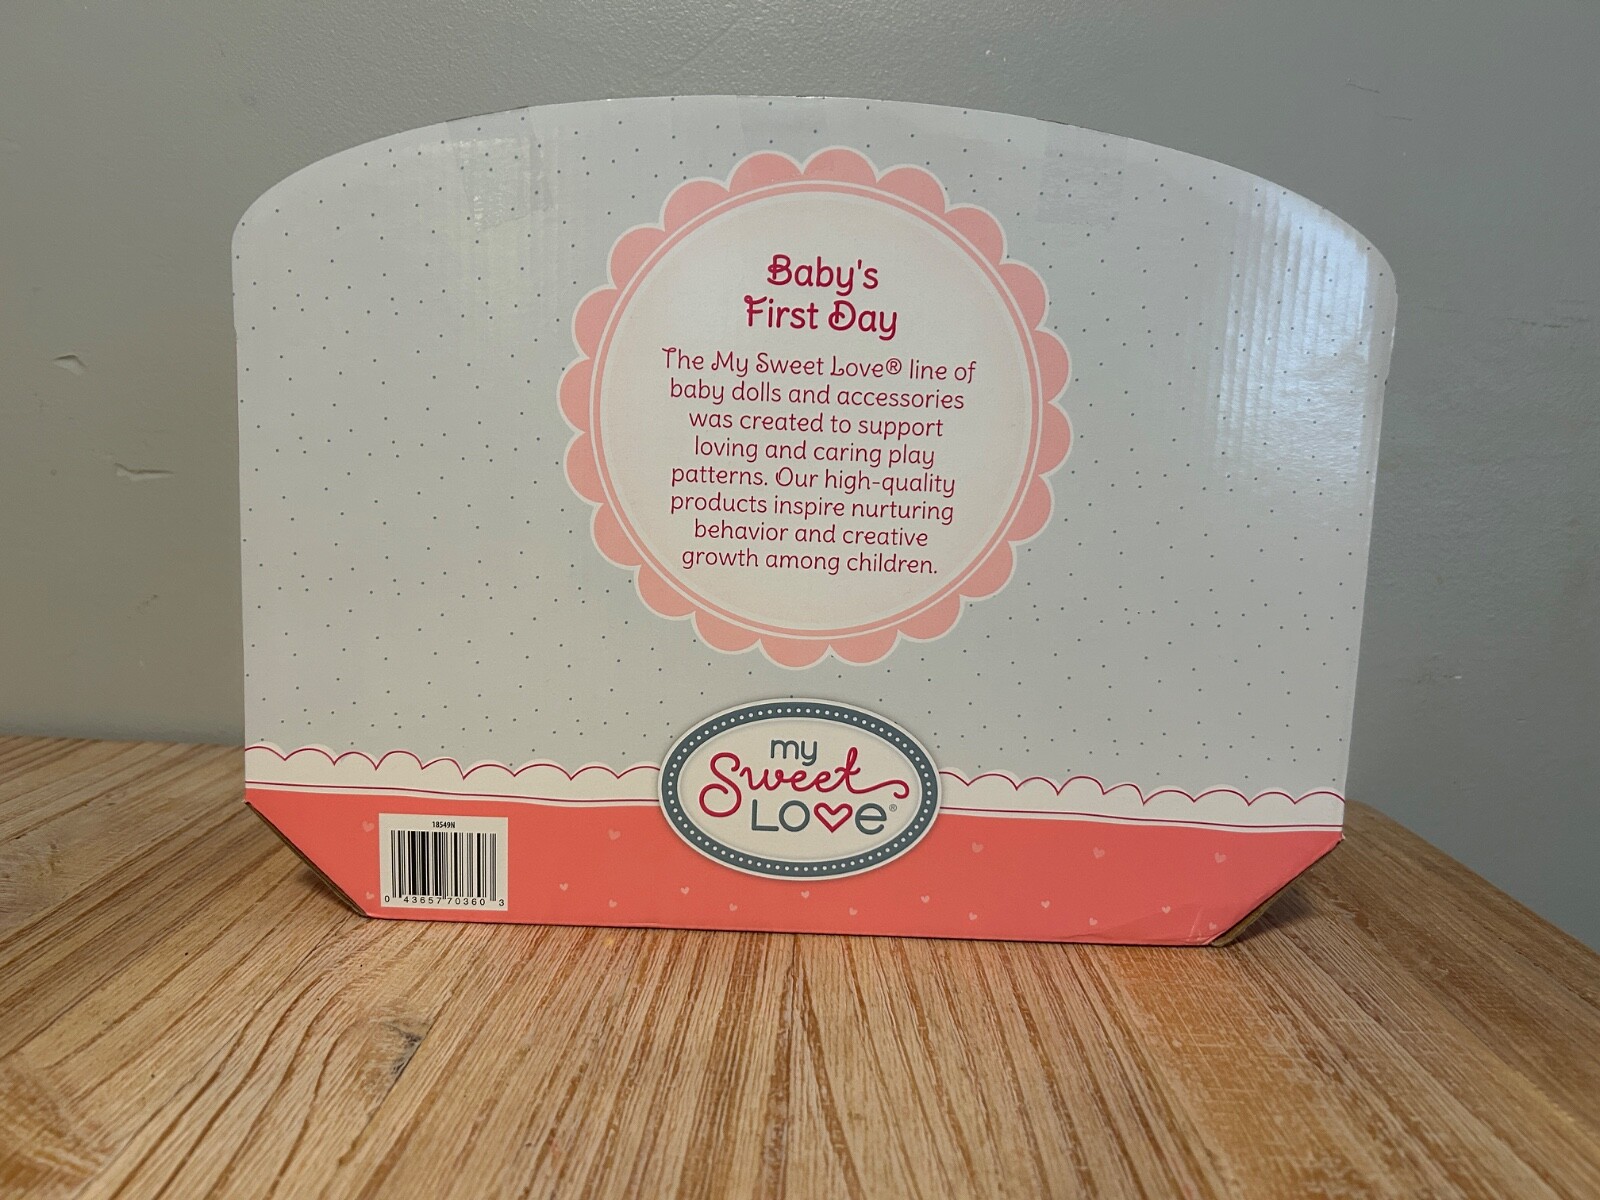 Baby's
First Day
The My Sweet Love® line of
baby dolls and accessories
was created to support
loving and caring play
patterns. Our high-quality
products inspire nurturing
behavior and creative
growth among children.
my
Sweet
Love®
18549N
0 43657 70360 3